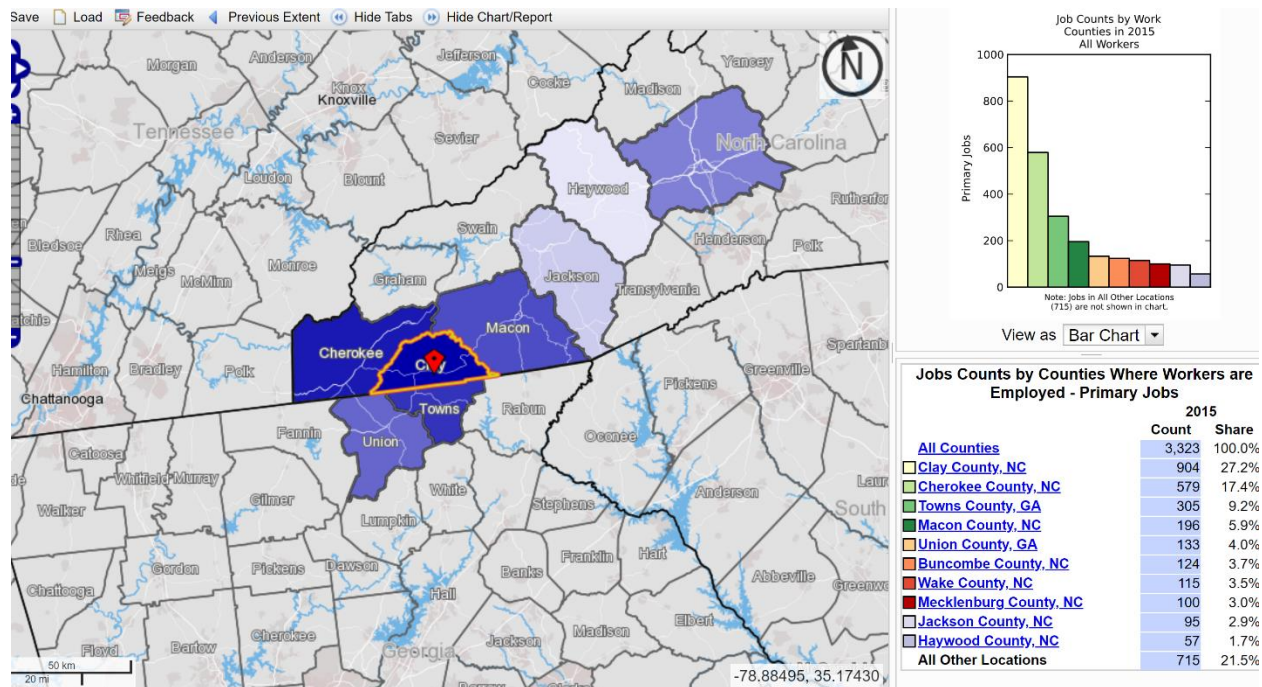 Save Load Feedback Previous Extent Hide Tabs Hide Chart/Report
N
Morgan
Anderson
Jefferson
Cocke
Madison
Yancey
Knox
Knoxville
Tennessee
Sevier
North Carolina
Loudon
Blount
Haywood
Rhea
Bledsoe
Swain
Henderson
Polk
Meigs
McMinn
Monroe
Graham
Jackson
Transylvania
Macon
Cherokee
Clay
Hamilton
Bradley
Polk
Chattanooga
Towns
Rabun
Pickens
Greenville
Fannin
Union
Oconee
Catoosa
Whitfield
Murray
White
Stephens
Anderson
Walker
Gilmer
Lumpkin
South
Franklin
Hart
Gordon
Pickens
Dawson
Banks
Abbeville
Chattooga
Hall
Cherokee
Jackson
Madison
Elbert
Floyd
Bartow
Georgia
50 km
20 mi
-78.88495, 35.17430
Job Counts by Work
Counties in 2015
All Workers
Primary Jobs
1000
800
600
400
200
0
Note: Jobs in All Other Locations
(715) are not shown in chart.
View as Bar Chart
Jobs Counts by Counties Where Workers are
Employed - Primary Jobs
2015
Count Share
All Counties 3,323 100.0%
Clay County, NC 904 27.2%
Cherokee County, NC 579 17.4%
Towns County, GA 305 9.2%
Macon County, NC 196 5.9%
Union County, GA 133 4.0%
Buncombe County, NC 124 3.7%
Wake County, NC 115 3.5%
Mecklenburg County, NC 100 3.0%
Jackson County, NC 95 2.9%
Haywood County, NC 57 1.7%
All Other Locations 715 21.5%